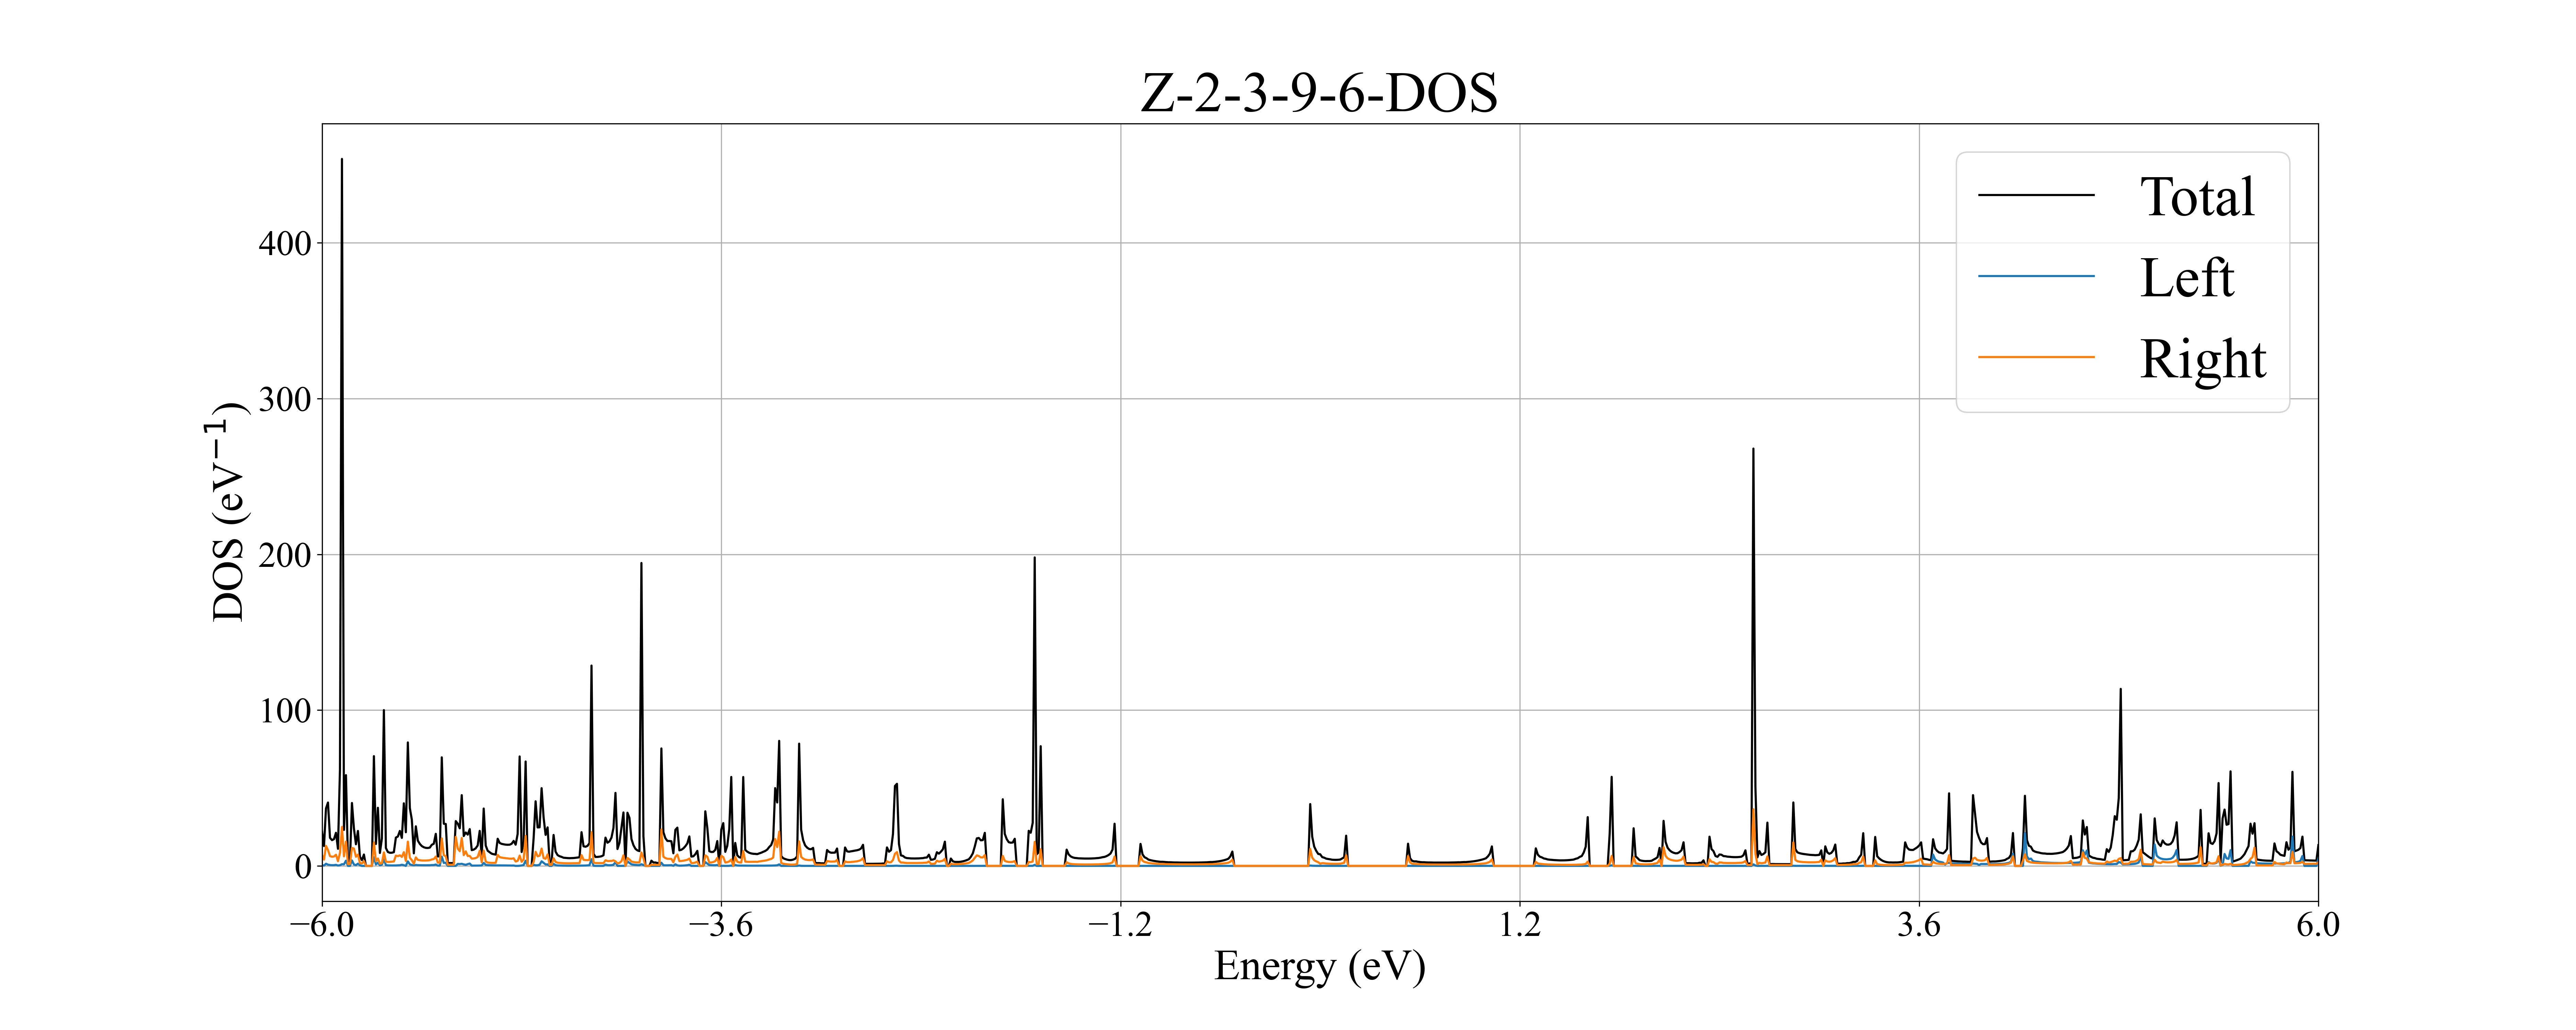 Z-2-3-9-6-DOS
Total
Left
Right
400
300
200
100
0
DOS (eV⁻¹)
−6.0 −3.6 −1.2 1.2 3.6 6.0
Energy (eV)